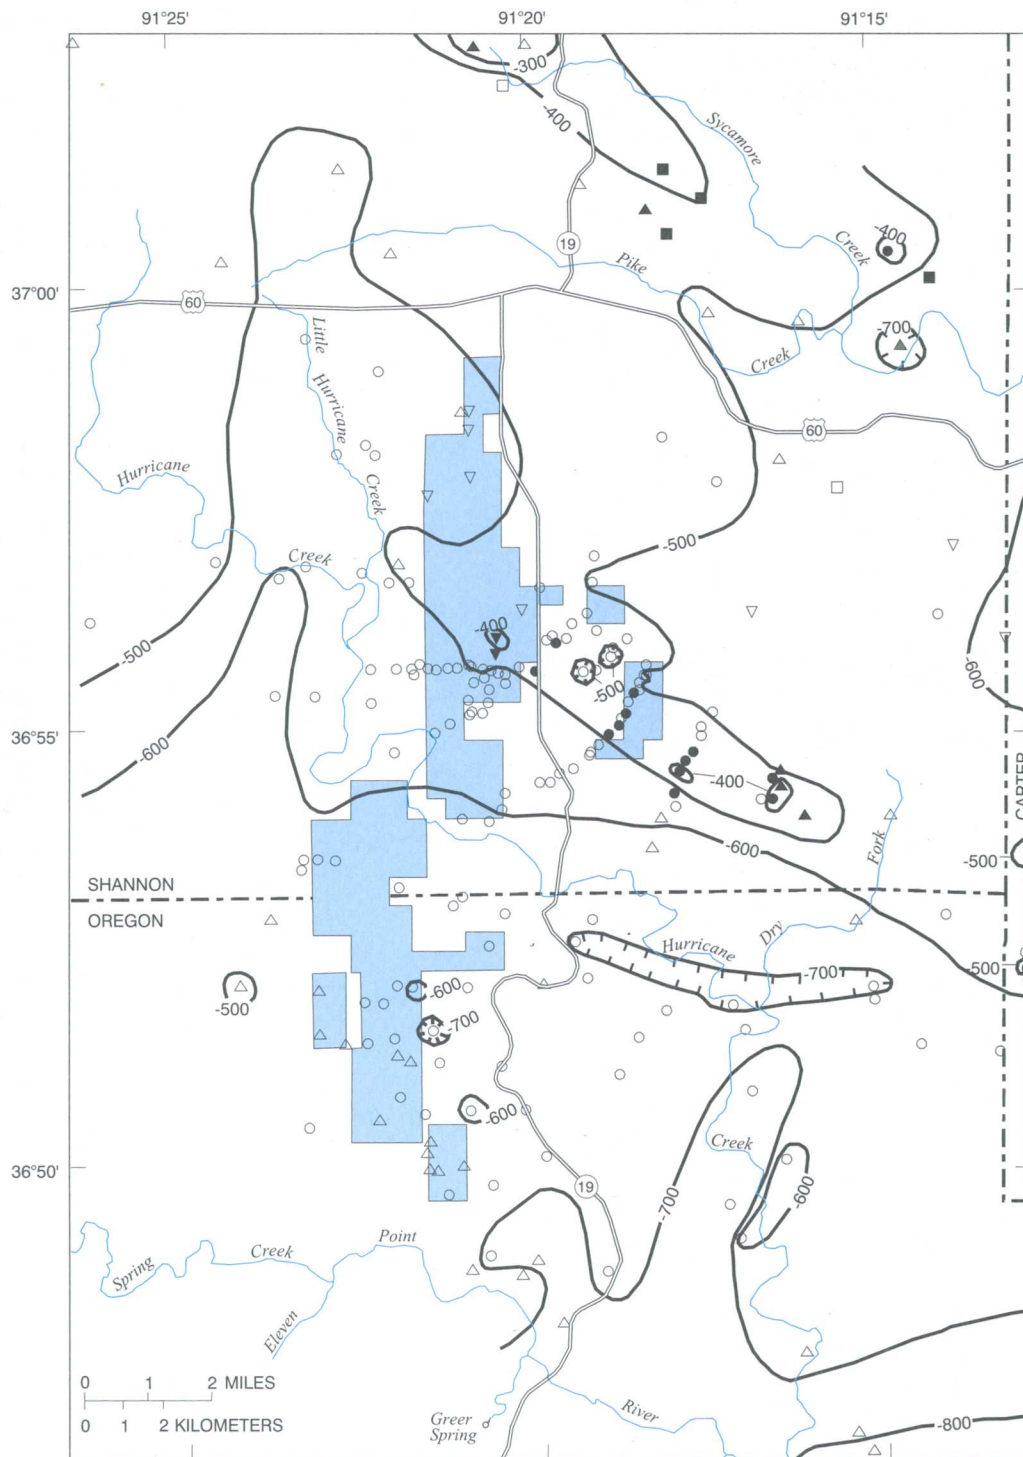 91°25' 91°20' 91°15'
-300
-400
Sycamore
-400
Creek
19
Pike
37°00'
60
-700
Little
Creek
Hurricane
60
Hurricane
Creek
-500
Creek
-400
-500
-600
-500
36°55'
-600
-400
CARTER
Fork
-600
-500
SHANNON
OREGON
Dry
Hurricane
-700
-500
-600
-500
-700
-600
Creek
36°50'
19
-700
-600
Point
Creek
Spring
Eleven
0 1 2 MILES
0 1 2 KILOMETERS
River
Greer
Spring
-800